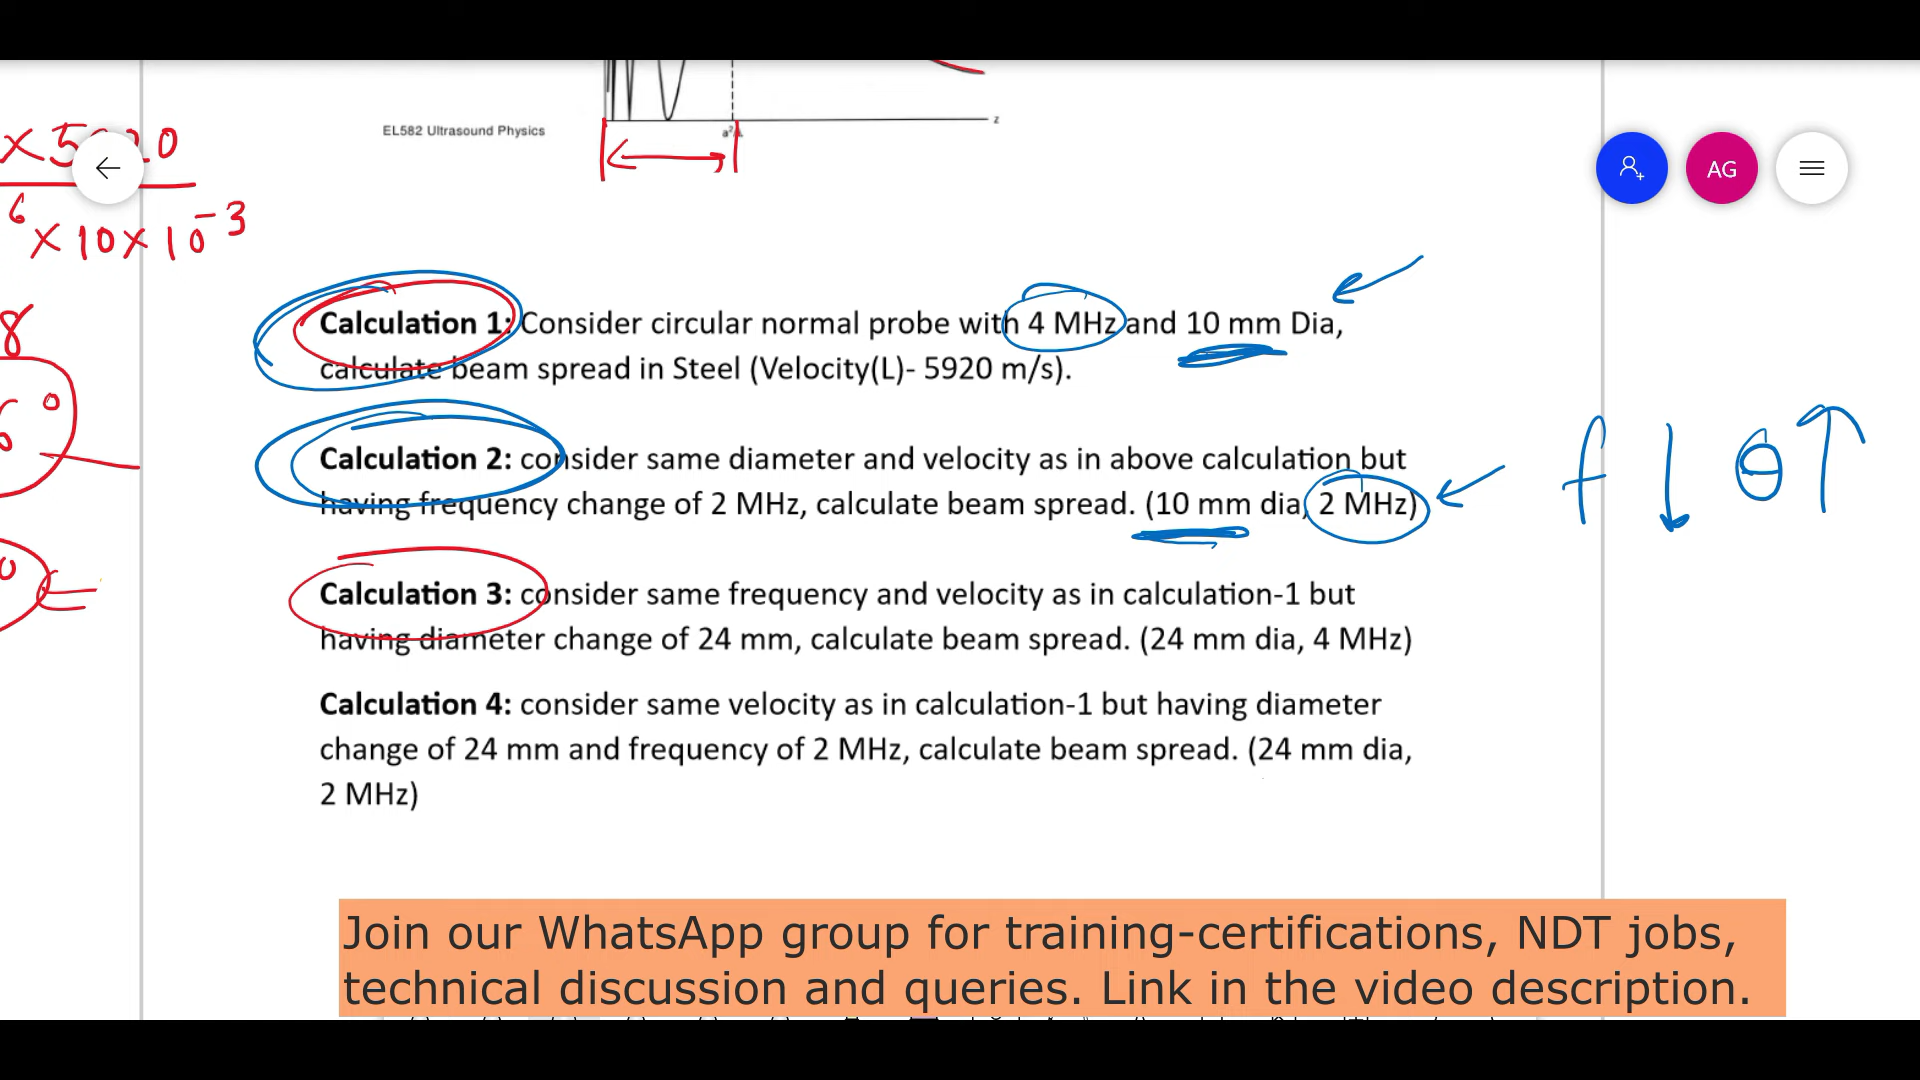 EL582 Ultrasound Physics
z
AG
6 × 10 × 10⁻³
8
Calculation 1: Consider circular normal probe with 4 MHz and 10 mm Dia,
calculate beam spread in Steel (Velocity(L)- 5920 m/s).
Calculation 2: consider same diameter and velocity as in above calculation but
having frequency change of 2 MHz, calculate beam spread. (10 mm dia, 2 MHz)
f ↓ θ ↑
Calculation 3: consider same frequency and velocity as in calculation-1 but
having diameter change of 24 mm, calculate beam spread. (24 mm dia, 4 MHz)
Calculation 4: consider same velocity as in calculation-1 but having diameter
change of 24 mm and frequency of 2 MHz, calculate beam spread. (24 mm dia,
2 MHz)
Join our WhatsApp group for training-certifications, NDT jobs,
technical discussion and queries. Link in the video description.